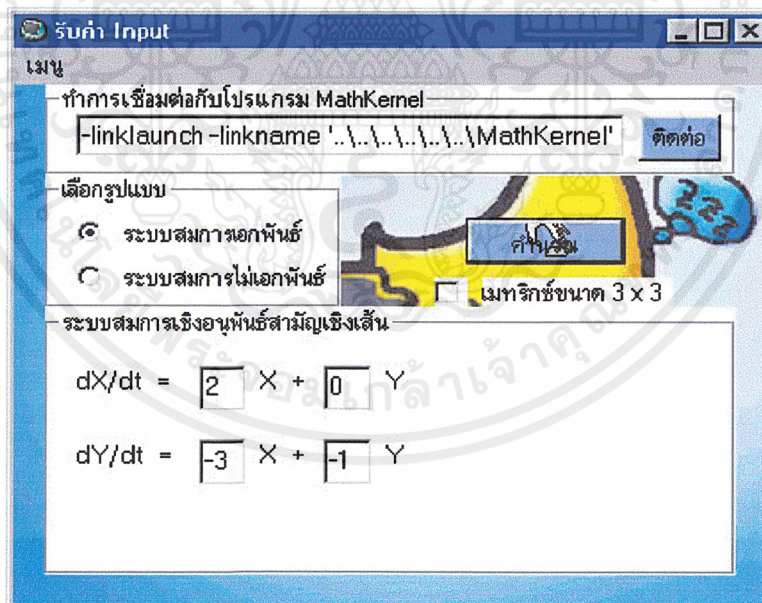 รับค่า Input
เมนู
ทำการเชื่อมต่อกับโปรแกรม MathKernel
-linklaunch -linkname '..\..\..\..\..\..\MathKernel'
ติดต่อ
เลือกรูปแบบ
ระบบสมการเอกพันธ์
ระบบสมการไม่เอกพันธ์
คำนวณ
222
เมทริกซ์ขนาด 3 x 3
ระบบสมการเชิงอนุพันธ์สามัญเชิงเส้น
dX/dt = 2 X + 0 Y
dY/dt = -3 X + -1 Y